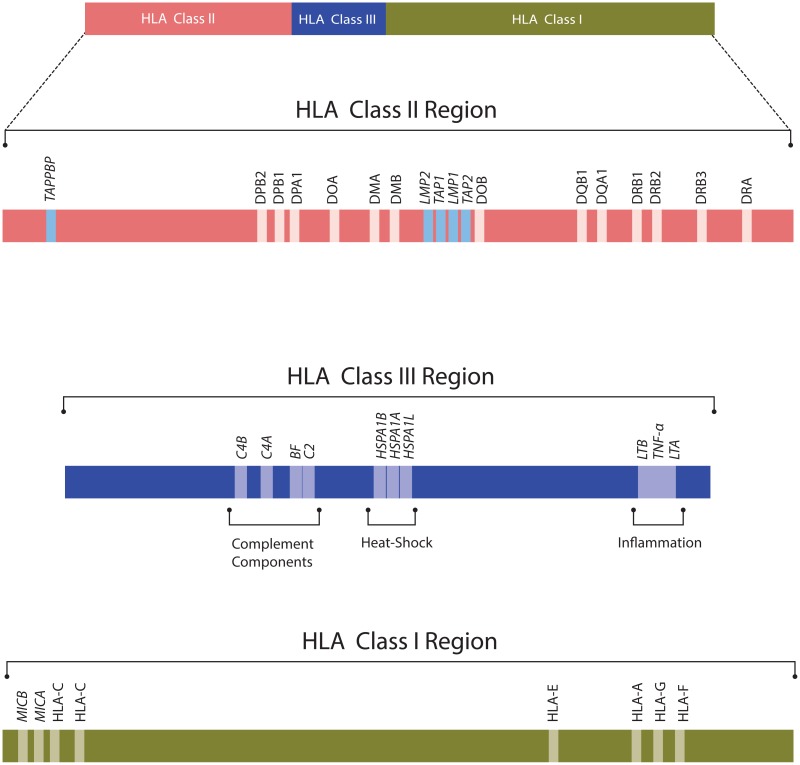 HLA Class II
HLA Class III
HLA Class I
HLA Class II Region
TAPPBP
DPB2
DPB1
DPA1
DOA
DMA
DMB
LMP2
TAP1
LMP1
TAP2
DOB
DQB1
DQA1
DRB1
DRB2
DRB3
DRA
HLA Class III Region
C4B
C4A
BF
C2
HSPA1B
HSPA1A
HSPA1L
LTB
TNF-α
LTA
Complement
Components
Heat-Shock
Inflammation
HLA Class I Region
MICB
MICA
HLA-C
HLA-C
HLA-E
HLA-A
HLA-G
HLA-F